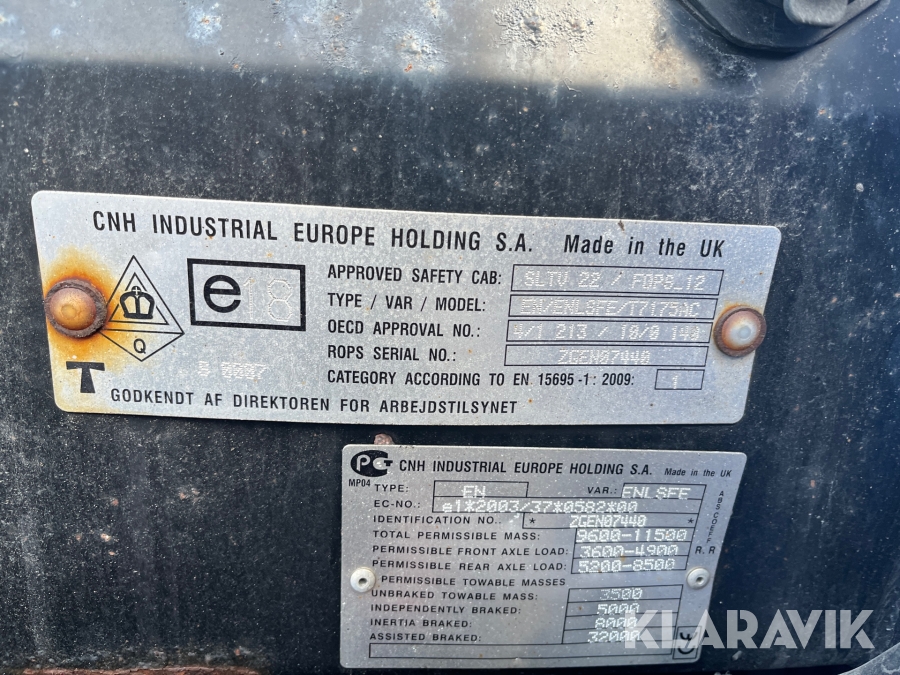 CNH INDUSTRIAL EUROPE HOLDING S.A. Made in the UK
e18
APPROVED SAFETY CAB: SLTV 22 / FOPS_12
TYPE / VAR / MODEL: EN/ENLSFE/T7175AC
OECD APPROVAL NO.: 4/1 213 / 10/0 140
ROPS SERIAL NO.: ZGEN07440
CATEGORY ACCORDING TO EN 15695-1: 2009: 1
Q
T
GODKENDT AF DIREKTOREN FOR ARBEJDSTILSYNET
CNH INDUSTRIAL EUROPE HOLDING S.A. Made in the UK
MP04
TYPE: EN VAR.: ENLSFE
EC-NO.: e1*2003/37*0582*00
IDENTIFICATION NO.. * ZGEN07440 *
TOTAL PERMISSIBLE MASS: 9600-11500
PERMISSIBLE FRONT AXLE LOAD: 3600-4900
PERMISSIBLE REAR AXLE LOAD: 5200-8500
PERMISSIBLE TOWABLE MASSES
UNBRAKED TOWABLE MASS: 3500
INDEPENDENTLY BRAKED: 5000
INERTIA BRAKED: 8000
ASSISTED BRAKED: 32000
ABSCOEFF
R.R
KLARAVIK